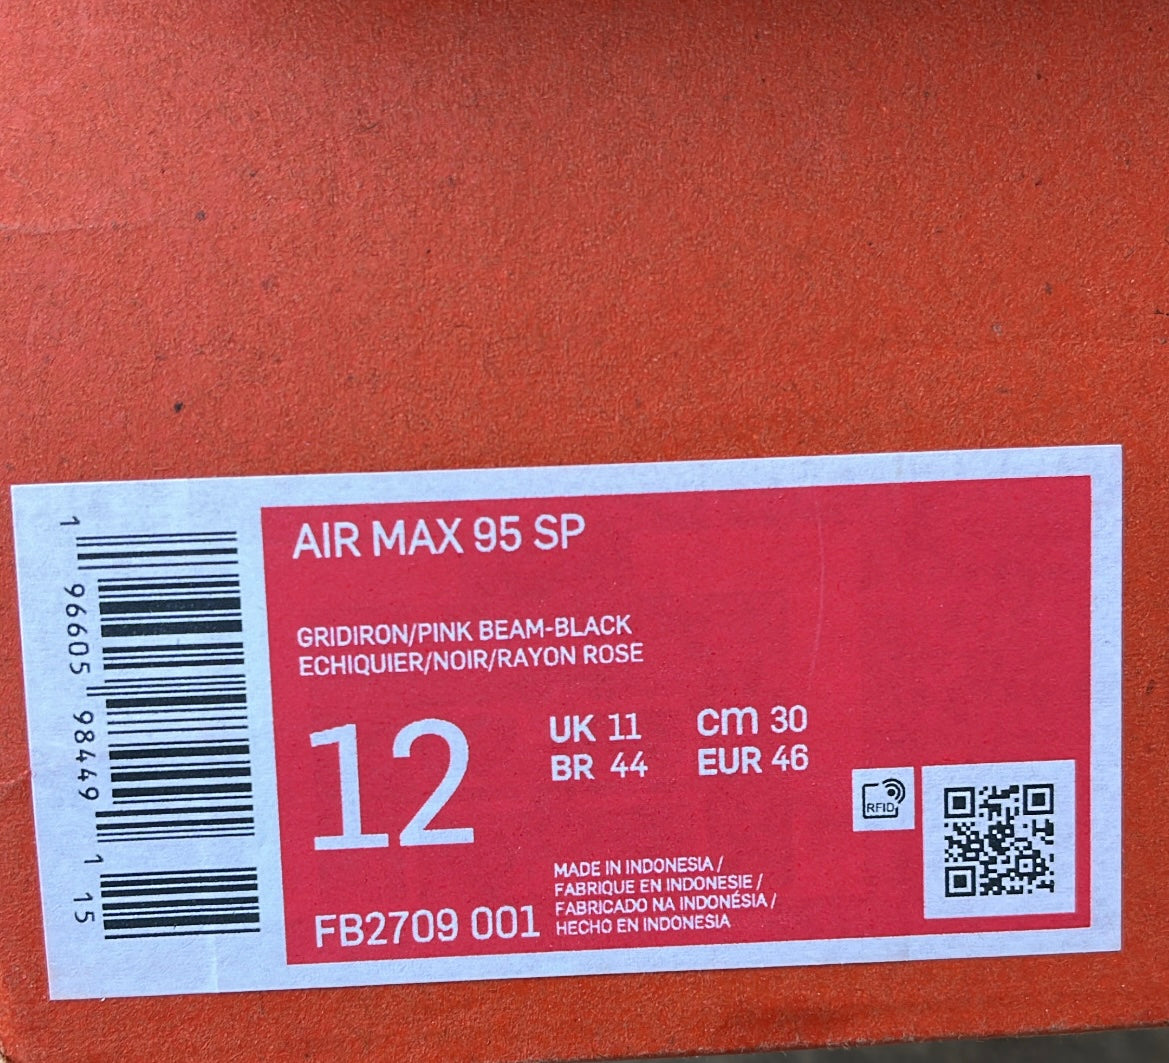 AIR MAX 95 SP
GRIDIRON/PINK BEAM-BLACK
ECHIQUIER/NOIR/RAYON ROSE
12
UK 11 cm 30
BR 44 EUR 46
RFID
MADE IN INDONESIA /
FABRIQUE EN INDONESIE /
FABRICADO NA INDONÉSIA /
HECHO EN INDONESIA
FB2709 001
1 96605 98449 1 15